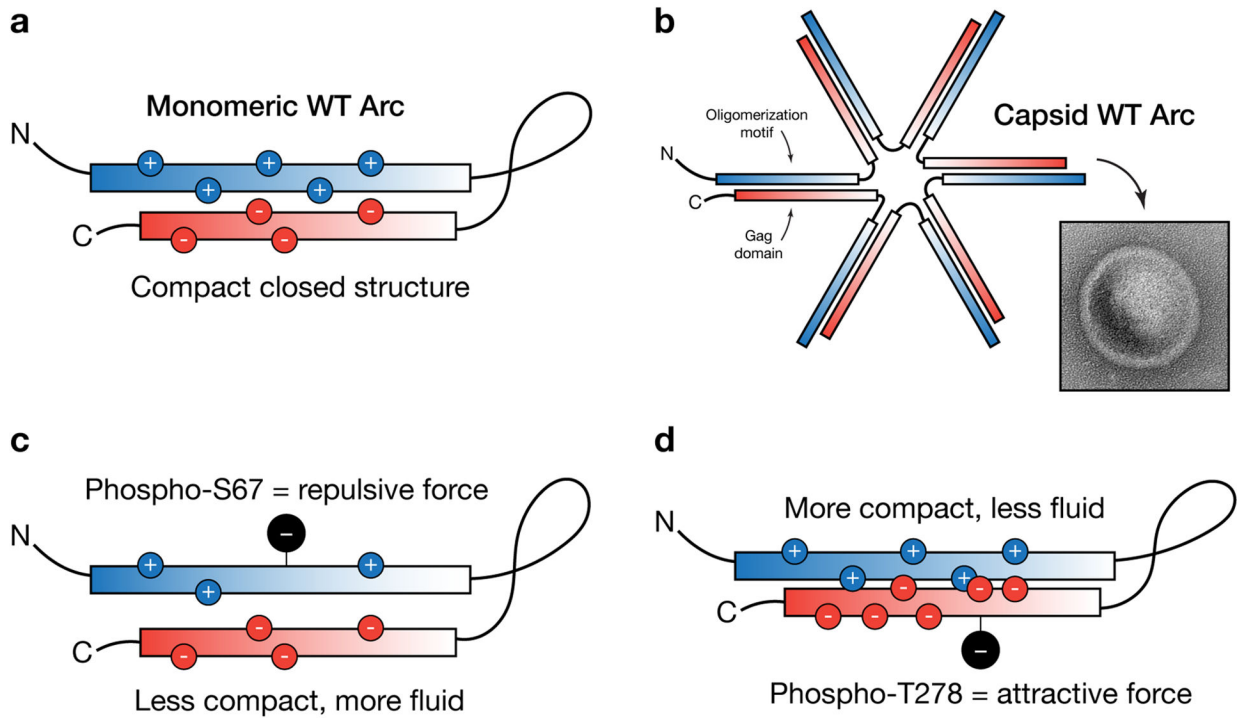 a
Monomeric WT Arc
N
+ + +
+ +
- -
- -
C
Compact closed structure
b
Oligomerization
motif
Capsid WT Arc
N
C
Gag
domain
c
Phospho-S67 = repulsive force
N
-
+ +
+
- -
- -
C
Less compact, more fluid
d
More compact, less fluid
N
+ + +
+ +
- - -
- - -
C
-
Phospho-T278 = attractive force